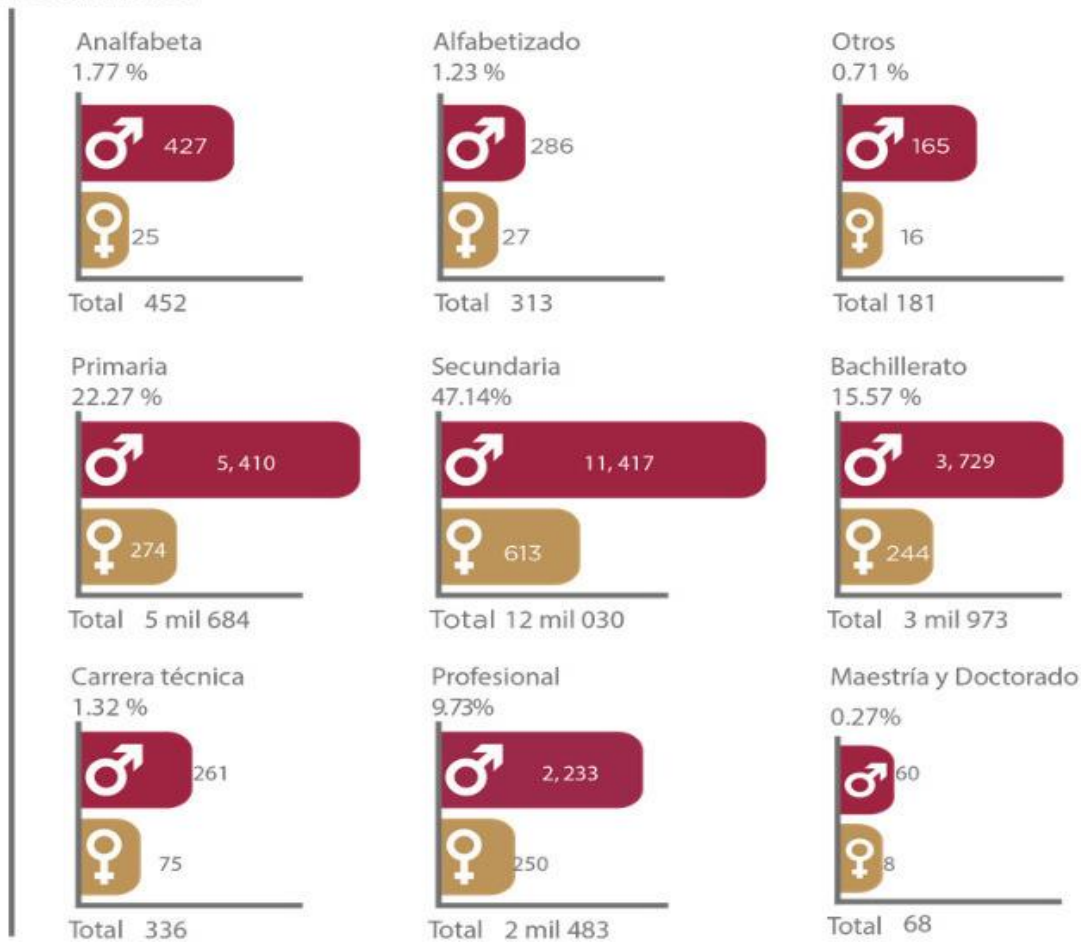 Analfabeta
1.77 %
427
25
Total 452
Alfabetizado
1.23 %
286
27
Total 313
Otros
0.71 %
165
16
Total 181
Primaria
22.27 %
5, 410
274
Total 5 mil 684
Secundaria
47.14%
11, 417
613
Total 12 mil 030
Bachillerato
15.57 %
3, 729
244
Total 3 mil 973
Carrera técnica
1.32 %
261
75
Total 336
Profesional
9.73%
2, 233
250
Total 2 mil 483
Maestría y Doctorado
0.27%
60
8
Total 68